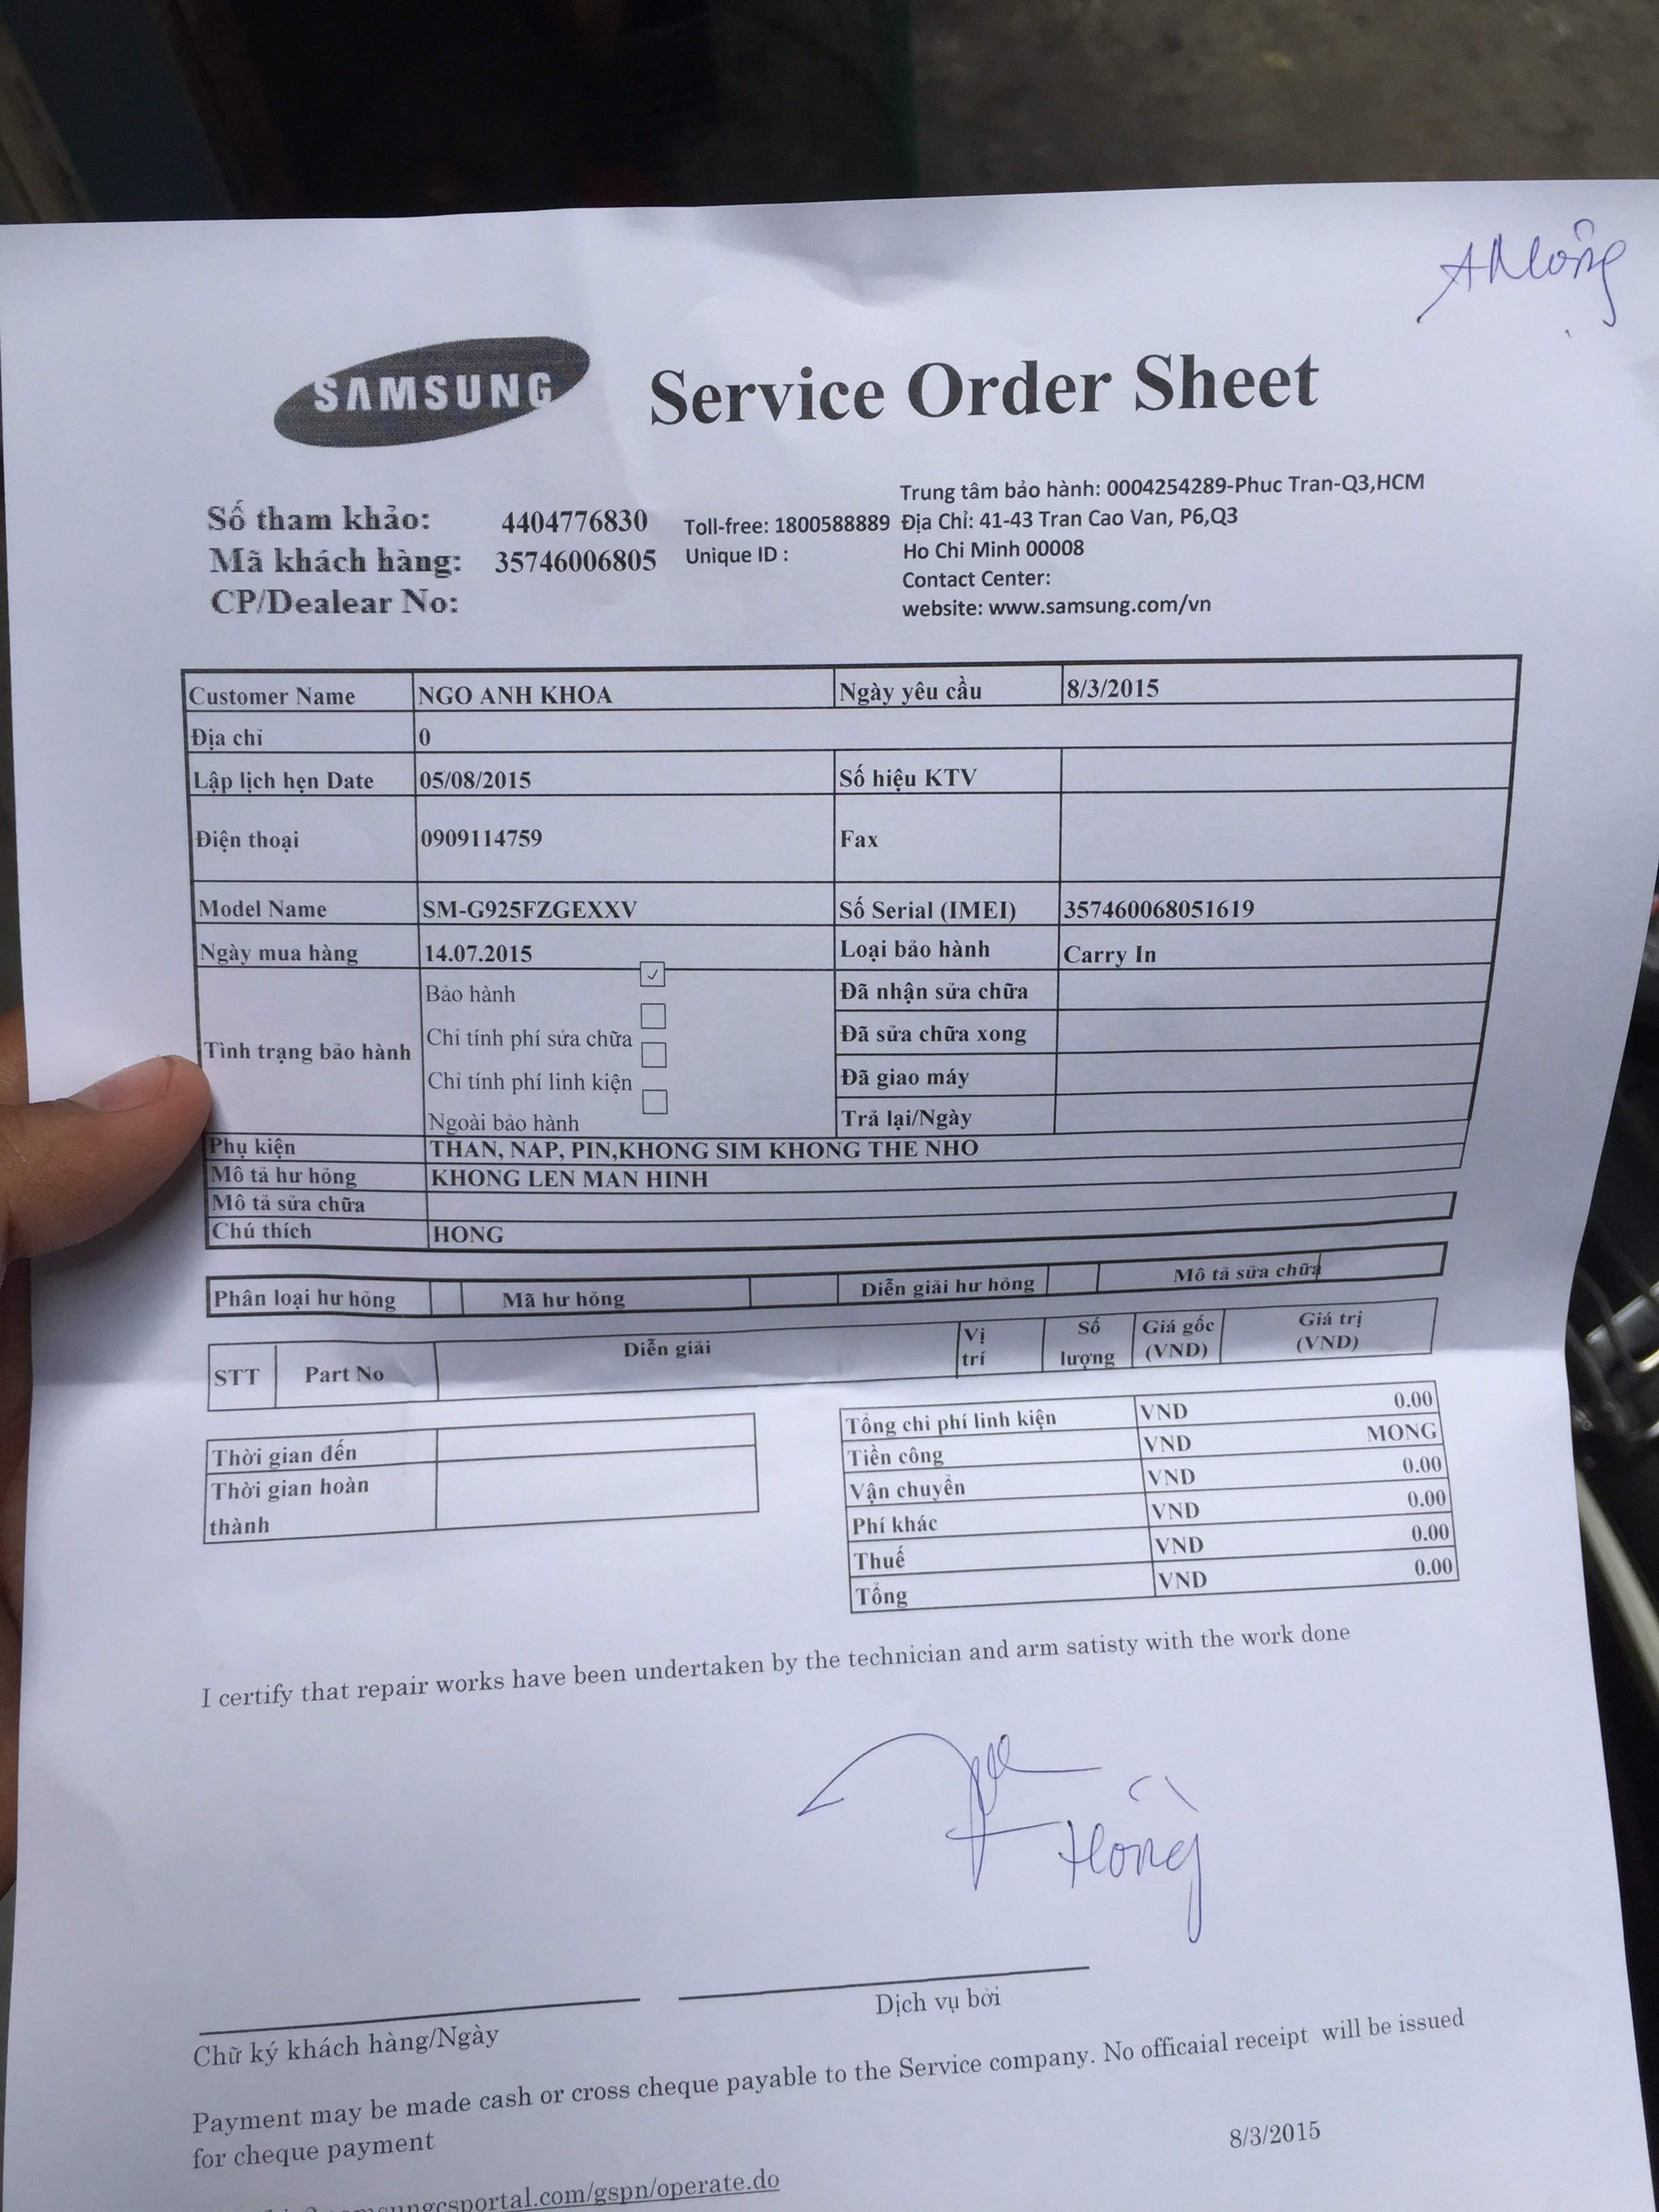 SAMSUNG
Service Order Sheet
Số tham khảo: 4404776830
Mã khách hàng: 35746006805
CP/Dealear No:
Toll-free: 1800588889
Unique ID :
Trung tâm bảo hành: 0004254289-Phuc Tran-Q3,HCM
Địa Chỉ: 41-43 Tran Cao Van, P6,Q3
Ho Chi Minh 00008
Contact Center:
website: www.samsung.com/vn
Customer Name NGO ANH KHOA Ngày yêu cầu 8/3/2015
Địa chỉ 0
Lập lịch hẹn Date 05/08/2015 Số hiệu KTV
Điện thoại 0909114759 Fax
Model Name SM-G925FZGEXXV Số Serial (IMEI) 357460068051619
Ngày mua hàng 14.07.2015 Loại bảo hành Carry In
Tình trạng bảo hành
Bảo hành ✓
Chỉ tính phí sửa chữa
Chỉ tính phí linh kiện
Ngoài bảo hành
Đã nhận sửa chữa
Đã sửa chữa xong
Đã giao máy
Trả lại/Ngày
Phụ kiện THAN, NAP, PIN,KHONG SIM KHONG THE NHO
Mô tả hư hỏng KHONG LEN MAN HINH
Mô tả sửa chữa
Chú thích HONG
Phân loại hư hỏng Mã hư hỏng Diễn giải hư hỏng Mô tả sửa chữa
STT Part No Diễn giải Vị trí Số lượng Giá gốc (VND) Giá trị (VND)
Thời gian đến
Thời gian hoàn
thành
Tổng chi phí linh kiện VND 0.00
Tiền công VND MONG
Vận chuyển VND 0.00
Phí khác VND 0.00
Thuế VND 0.00
Tổng VND 0.00
I certify that repair works have been undertaken by the technician and arm satisty with the work done
Hồng
Chữ ký khách hàng/Ngày
Dịch vụ bởi
Payment may be made cash or cross cheque payable to the Service company. No officaial receipt will be issued
for cheque payment
8/3/2015
csportal.com/gspn/operate.do